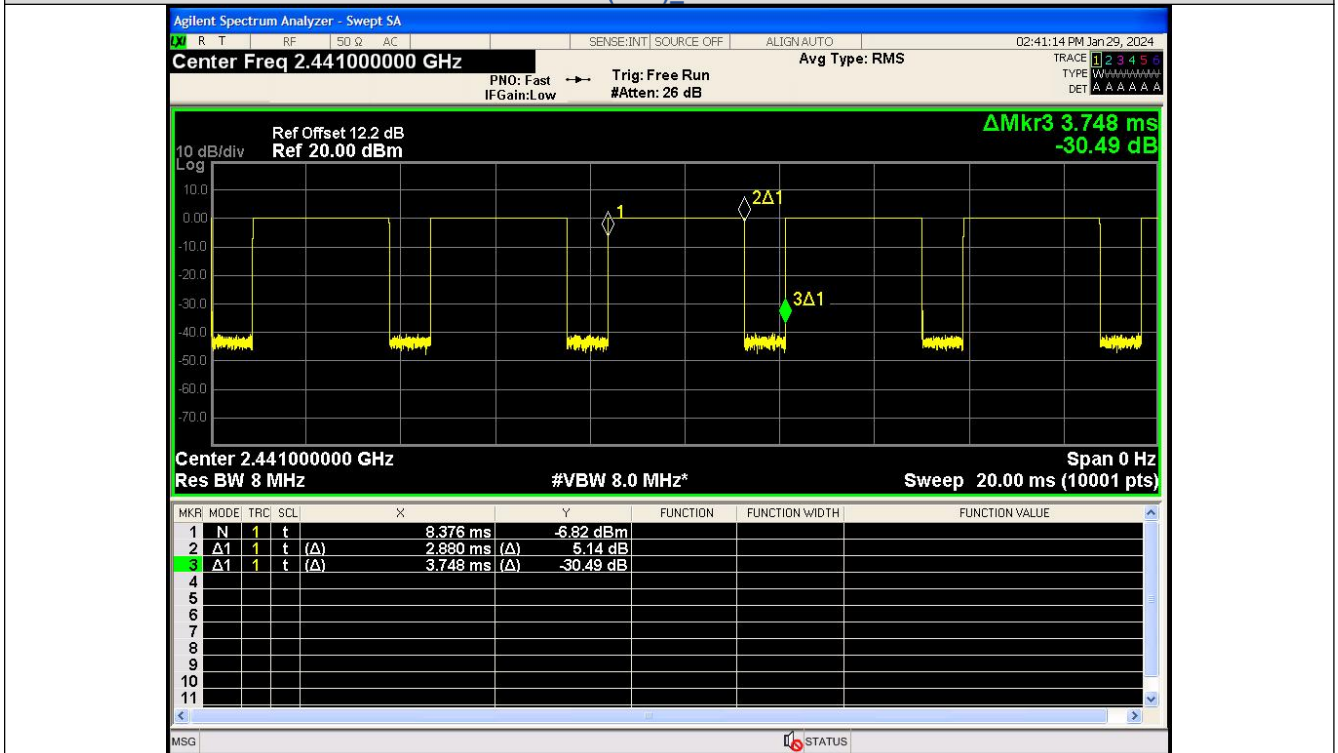 Agilent Spectrum Analyzer - Swept SA
LXI R T RF 50 Ω AC SENSE:INT SOURCE OFF ALIGN AUTO 02:41:14 PM Jan 29, 2024
Center Freq 2.441000000 GHz
Avg Type: RMS
TRACE 1 2 3 4 5 6
PNO: Fast
Trig: Free Run
TYPE WWWWWW
IFGain:Low
#Atten: 26 dB
DET A A A A A A
ΔMkr3 3.748 ms
-30.49 dB
Ref Offset 12.2 dB
10 dB/div Ref 20.00 dBm
Log
10.0
0.00
-10.0
-20.0
-30.0
-40.0
-50.0
-60.0
-70.0
1
2Δ1
3Δ1
Center 2.441000000 GHz Span 0 Hz
Res BW 8 MHz #VBW 8.0 MHz* Sweep 20.00 ms (10001 pts)
MKR MODE TRC SCL X Y FUNCTION FUNCTION WIDTH FUNCTION VALUE
1 N 1 t 8.376 ms -6.82 dBm
2 Δ1 1 t (Δ) 2.880 ms (Δ) 5.14 dB
3 Δ1 1 t (Δ) 3.748 ms (Δ) -30.49 dB
4
5
6
7
8
9
10
11
MSG STATUS